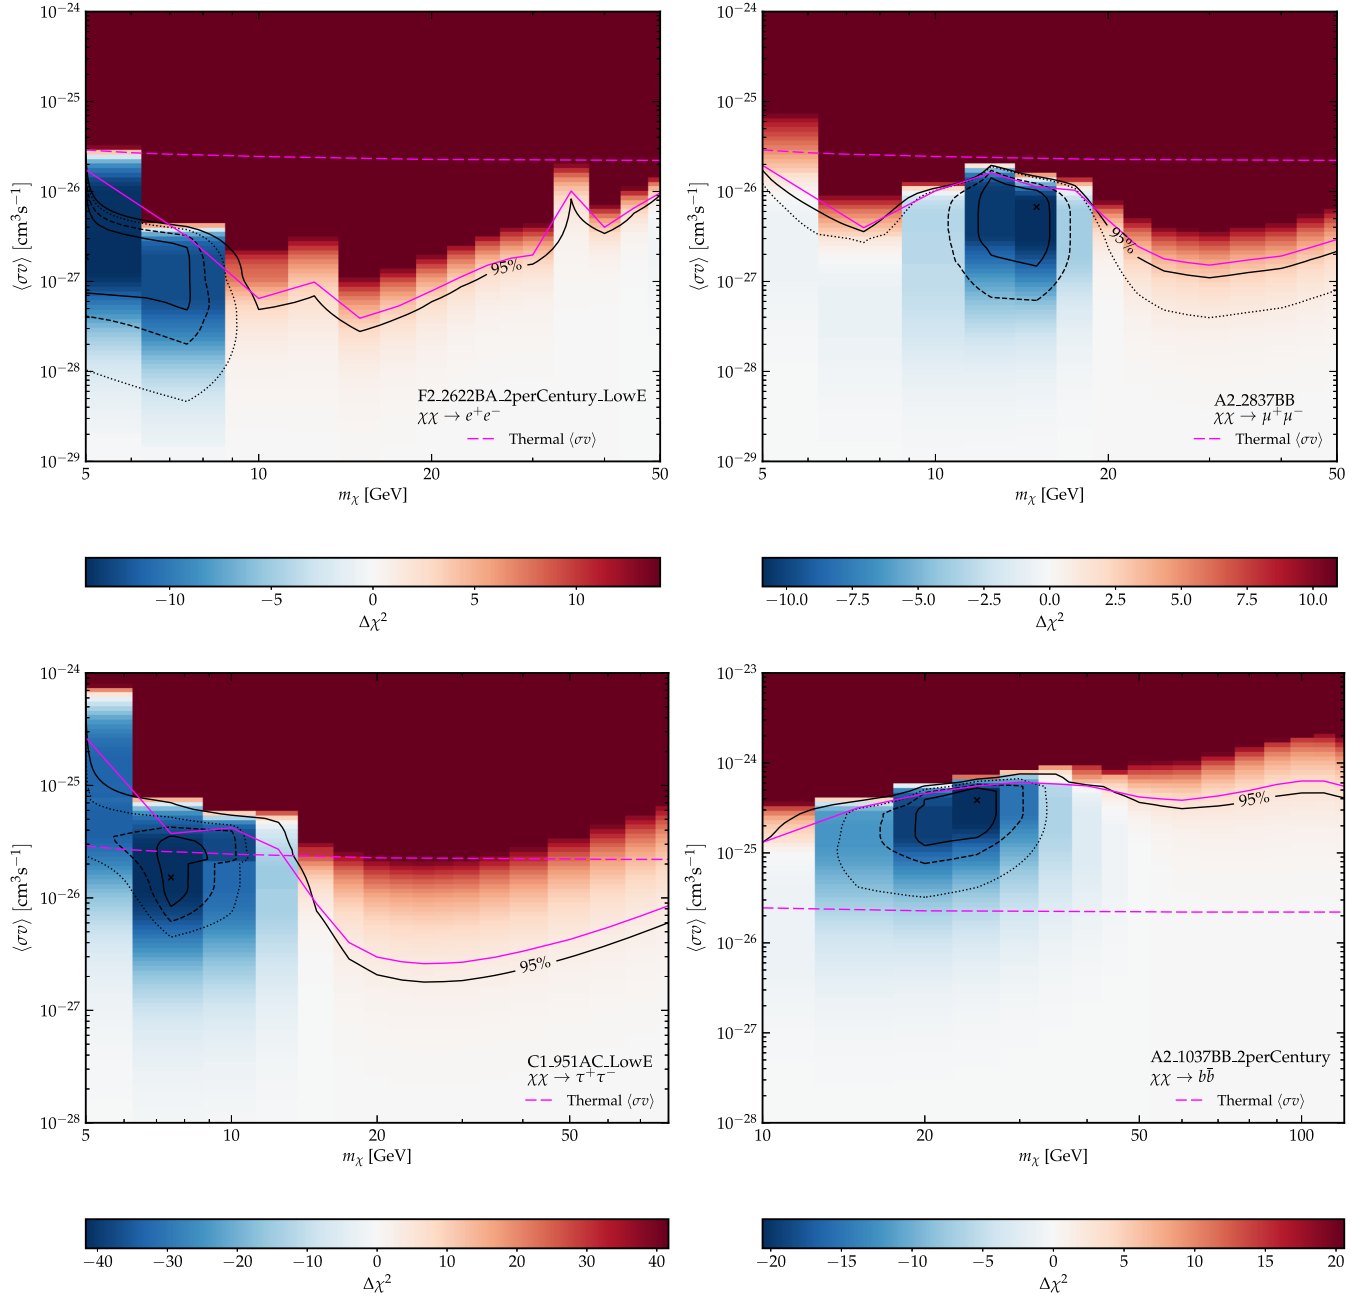 10⁻²⁴
10⁻²⁵
10⁻²⁶
10⁻²⁷
10⁻²⁸
10⁻²⁹
⟨σv⟩ [cm³s⁻¹]
95%
F2_2622BA_2perCentury_LowE
χχ → e⁺e⁻
Thermal ⟨σv⟩
5 10 20 50
m_χ [GeV]
−10 −5 0 5 10
Δχ²
10⁻²⁴
10⁻²⁵
10⁻²⁶
10⁻²⁷
10⁻²⁸
10⁻²⁹
⟨σv⟩ [cm³s⁻¹]
95%
A2_2837BB
χχ → μ⁺μ⁻
Thermal ⟨σv⟩
5 10 20 50
m_χ [GeV]
−10.0 −7.5 −5.0 −2.5 0.0 2.5 5.0 7.5 10.0
Δχ²
10⁻²⁴
10⁻²⁵
10⁻²⁶
10⁻²⁷
10⁻²⁸
⟨σv⟩ [cm³s⁻¹]
95%
C1_951AC_LowE
χχ → τ⁺τ⁻
Thermal ⟨σv⟩
5 10 20 50
m_χ [GeV]
−40 −30 −20 −10 0 10 20 30 40
Δχ²
10⁻²³
10⁻²⁴
10⁻²⁵
10⁻²⁶
10⁻²⁷
10⁻²⁸
⟨σv⟩ [cm³s⁻¹]
95%
A2_1037BB_2perCentury
χχ → bb̄
Thermal ⟨σv⟩
10 20 50 100
m_χ [GeV]
−20 −15 −10 −5 0 5 10 15 20
Δχ²